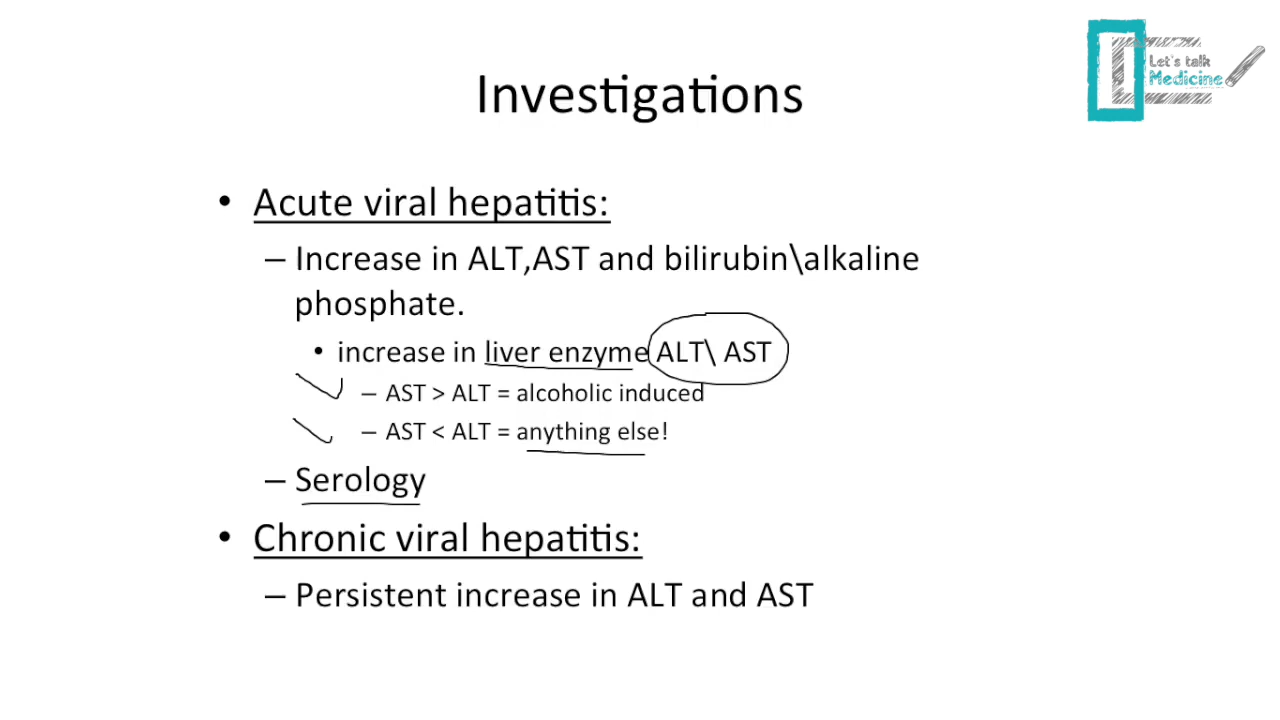 Let's talk
Medicine
Investigations
• Acute viral hepatitis:
– Increase in ALT,AST and bilirubin\alkaline
phosphate.
• increase in liver enzyme ALT\ AST
– AST > ALT = alcoholic induced
– AST < ALT = anything else!
– Serology
• Chronic viral hepatitis:
– Persistent increase in ALT and AST